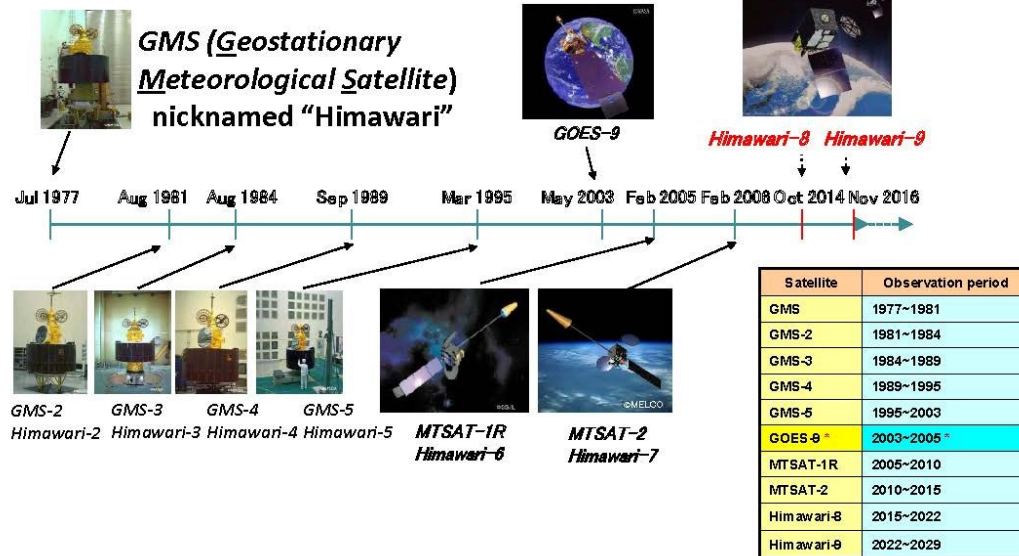 GMS (Geostationary
Meteorological Satellite)
nicknamed “Himawari”
GOES-9
Himawari-8 Himawari-9
Jul 1977 Aug 1981 Aug 1984 Sep 1989 Mar 1995 May 2003 Feb 2005 Feb 2006 Oct 2014 Nov 2016
©MELCO
GMS-2 GMS-3 GMS-4 GMS-5
Himawari-2 Himawari-3 Himawari-4 Himawari-5
MTSAT-1R MTSAT-2
Himawari-6 Himawari-7
Satellite Observation period
GMS 1977~1981
GMS-2 1981~1984
GMS-3 1984~1989
GMS-4 1989~1995
GMS-5 1995~2003
GOES-9 * 2003~2005 *
MTSAT-1R 2005~2010
MTSAT-2 2010~2015
Himawari-8 2015~2022
Himawari-9 2022~2029